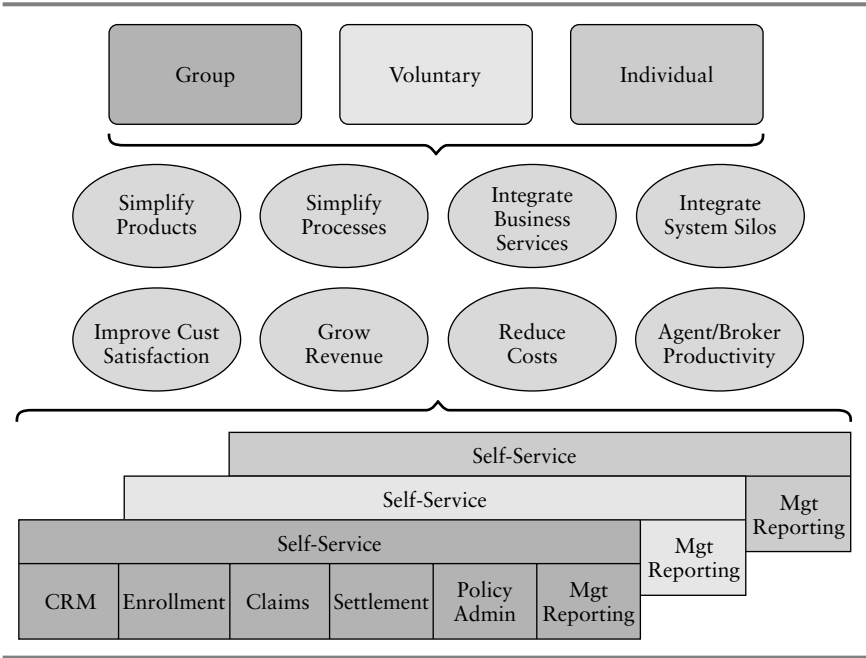 Group
Voluntary
Individual
Simplify
Products
Simplify
Processes
Integrate
Business
Services
Integrate
System Silos
Improve Cust
Satisfaction
Grow
Revenue
Reduce
Costs
Agent/Broker
Productivity
Self-Service
Self-Service
Mgt
Reporting
Self-Service
Mgt
Reporting
CRM
Enrollment
Claims
Settlement
Policy
Admin
Mgt
Reporting